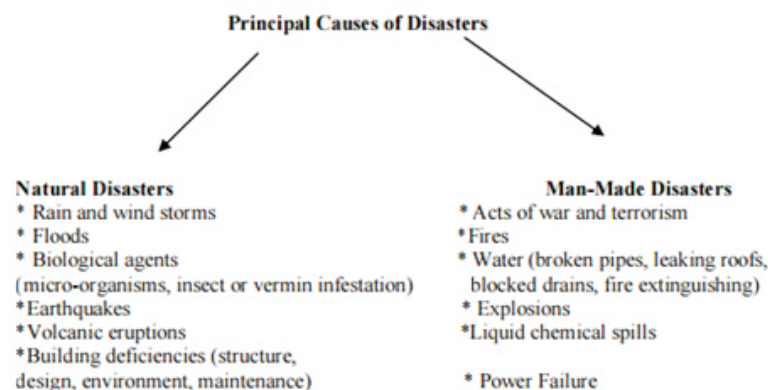 Principal Causes of Disasters
Natural Disasters
* Rain and wind storms
* Floods
* Biological agents
(micro-organisms, insect or vermin infestation)
*Earthquakes
*Volcanic eruptions
*Building deficiencies (structure,
design, environment, maintenance)
Man-Made Disasters
* Acts of war and terrorism
*Fires
* Water (broken pipes, leaking roofs,
blocked drains, fire extinguishing)
* Explosions
*Liquid chemical spills
* Power Failure